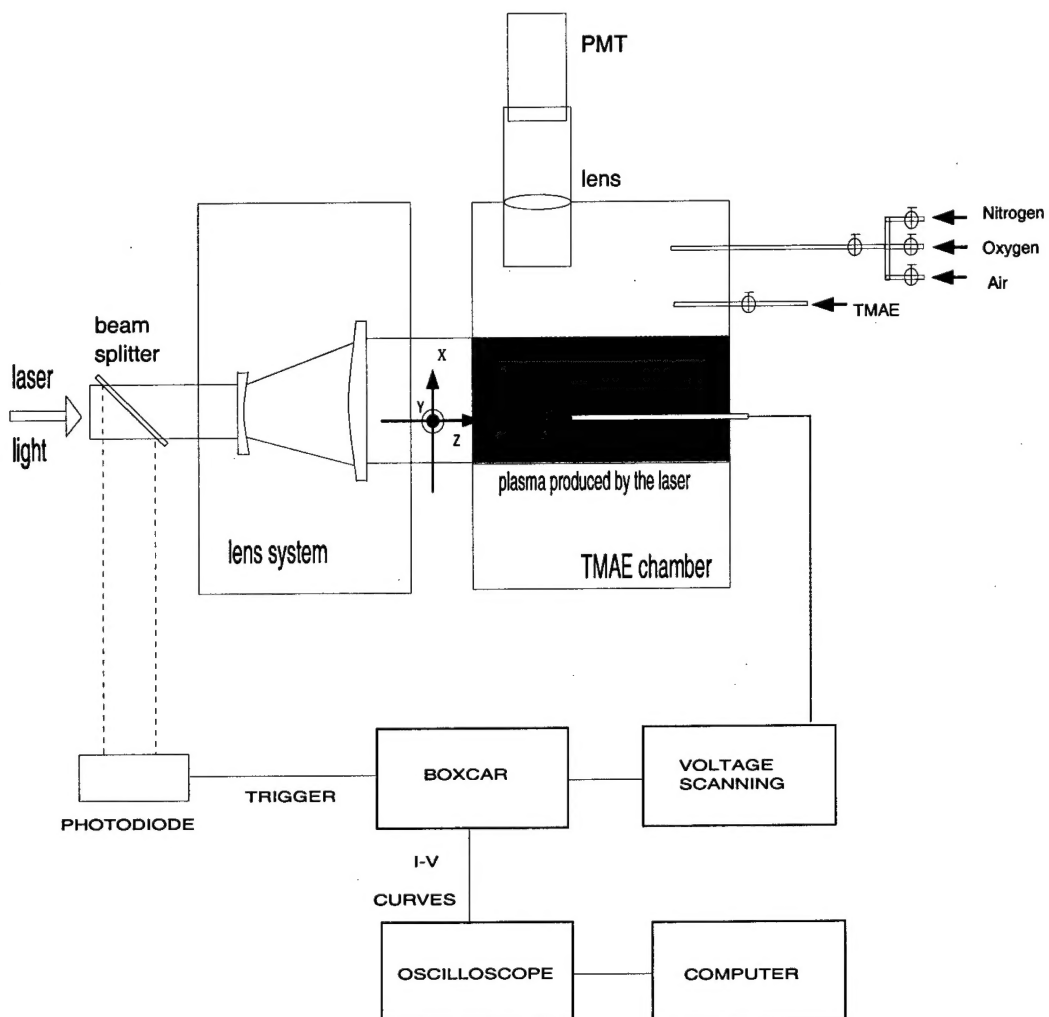 PMT
lens
Nitrogen
Oxygen
Air
TMAE
beam
splitter
laser
light
X
Y
Z
plasma produced by the laser
lens system
TMAE chamber
BOXCAR
VOLTAGE
SCANNING
TRIGGER
PHOTODIODE
I-V
CURVES
OSCILLOSCOPE
COMPUTER